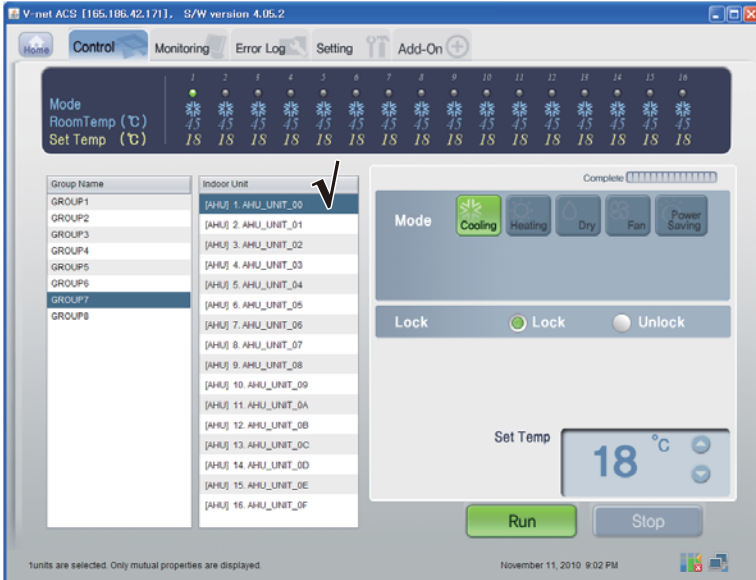 V-net ACS [165.186.42.171], S/W version 4.05.2
Home Control Monitoring Error Log Setting Add-On
1 2 3 4 5 6 7 8 9 10 11 12 13 14 15 16
Mode
RoomTemp (℃) 45 45 45 45 45 45 45 45 45 45 45 45 45 45 45 45
Set Temp (℃) 18 18 18 18 18 18 18 18 18 18 18 18 18 18 18 18
Group Name
GROUP1
GROUP2
GROUP3
GROUP4
GROUP5
GROUP6
GROUP7
GROUP8
Indoor Unit
[AHU] 1. AHU_UNIT_00
[AHU] 2. AHU_UNIT_01
[AHU] 3. AHU_UNIT_02
[AHU] 4. AHU_UNIT_03
[AHU] 5. AHU_UNIT_04
[AHU] 6. AHU_UNIT_05
[AHU] 7. AHU_UNIT_06
[AHU] 8. AHU_UNIT_07
[AHU] 9. AHU_UNIT_08
[AHU] 10. AHU_UNIT_09
[AHU] 11. AHU_UNIT_0A
[AHU] 12. AHU_UNIT_0B
[AHU] 13. AHU_UNIT_0C
[AHU] 14. AHU_UNIT_0D
[AHU] 15. AHU_UNIT_0E
[AHU] 16. AHU_UNIT_0F
Complete
Mode Cooling Heating Dry Fan Power Saving
Lock Lock Unlock
Set Temp 18 °C
Run Stop
1units are selected. Only mutual properties are displayed.
November 11, 2010 9:02 PM